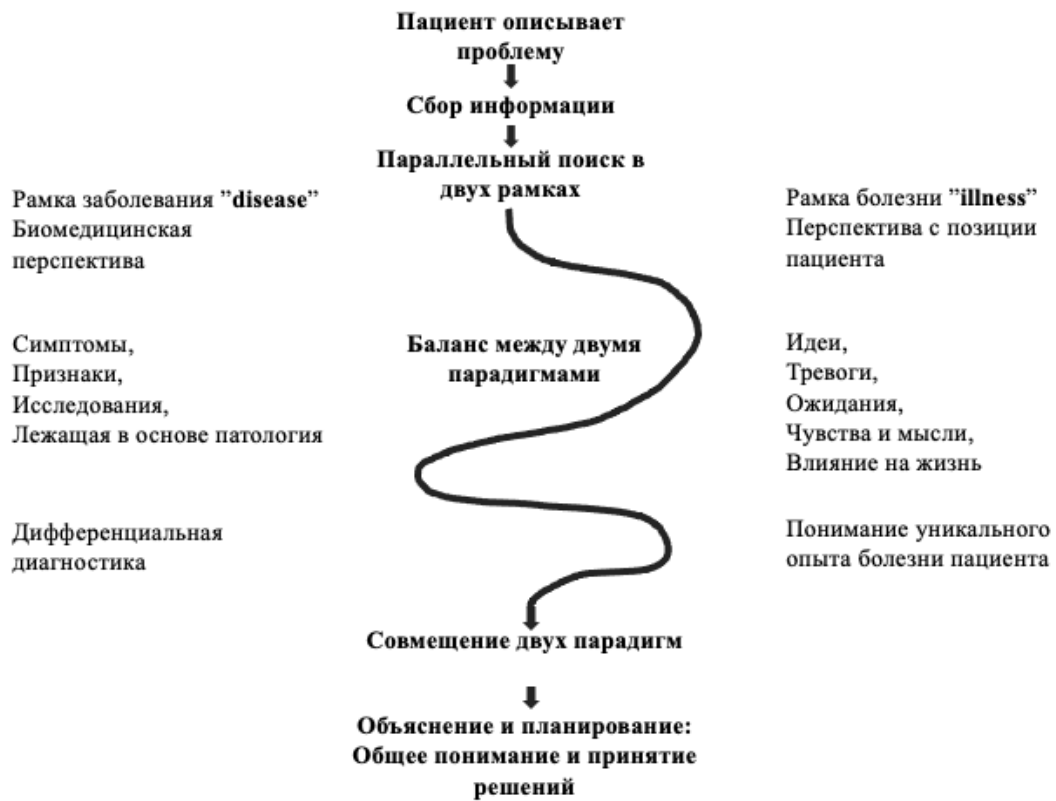 Пациент описывает
проблему
Сбор информации
Параллельный поиск в
двух рамках
Рамка заболевания ”disease”
Биомедицинская
перспектива
Рамка болезни ”illness”
Перспектива с позиции
пациента
Симптомы,
Признаки,
Исследования,
Лежащая в основе патология
Баланс между двумя
парадигмами
Идеи,
Тревоги,
Ожидания,
Чувства и мысли,
Влияние на жизнь
Дифференциальная
диагностика
Понимание уникального
опыта болезни пациента
Совмещение двух парадигм
Объяснение и планирование:
Общее понимание и принятие
решений